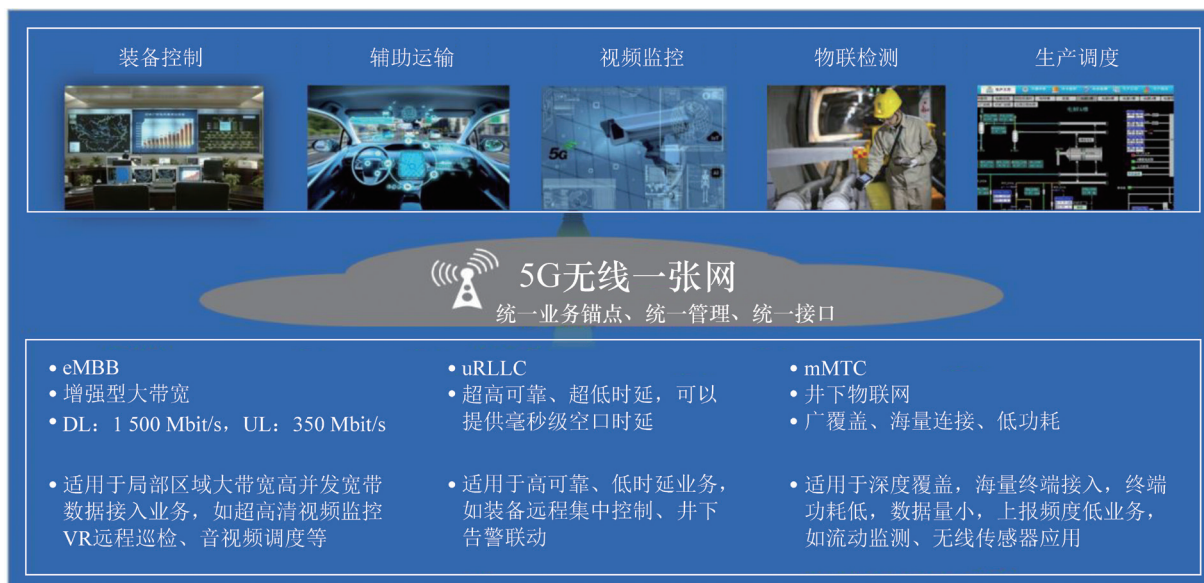 装备控制
辅助运输
视频监控
物联检测
生产调度
5G
5G无线一张网
统一业务锚点、统一管理、统一接口
• eMBB
• 增强型大带宽
• DL：1 500 Mbit/s，UL：350 Mbit/s
• 适用于局部区域大带宽高并发宽带
数据接入业务，如超高清视频监控
VR远程巡检、音视频调度等
• uRLLC
• 超高可靠、超低时延，可以
提供毫秒级空口时延
• 适用于高可靠、低时延业务，
如装备远程集中控制、井下
告警联动
• mMTC
• 井下物联网
• 广覆盖、海量连接、低功耗
• 适用于深度覆盖，海量终端接入，终端
功耗低，数据量小，上报频度低业务，
如流动监测、无线传感器应用